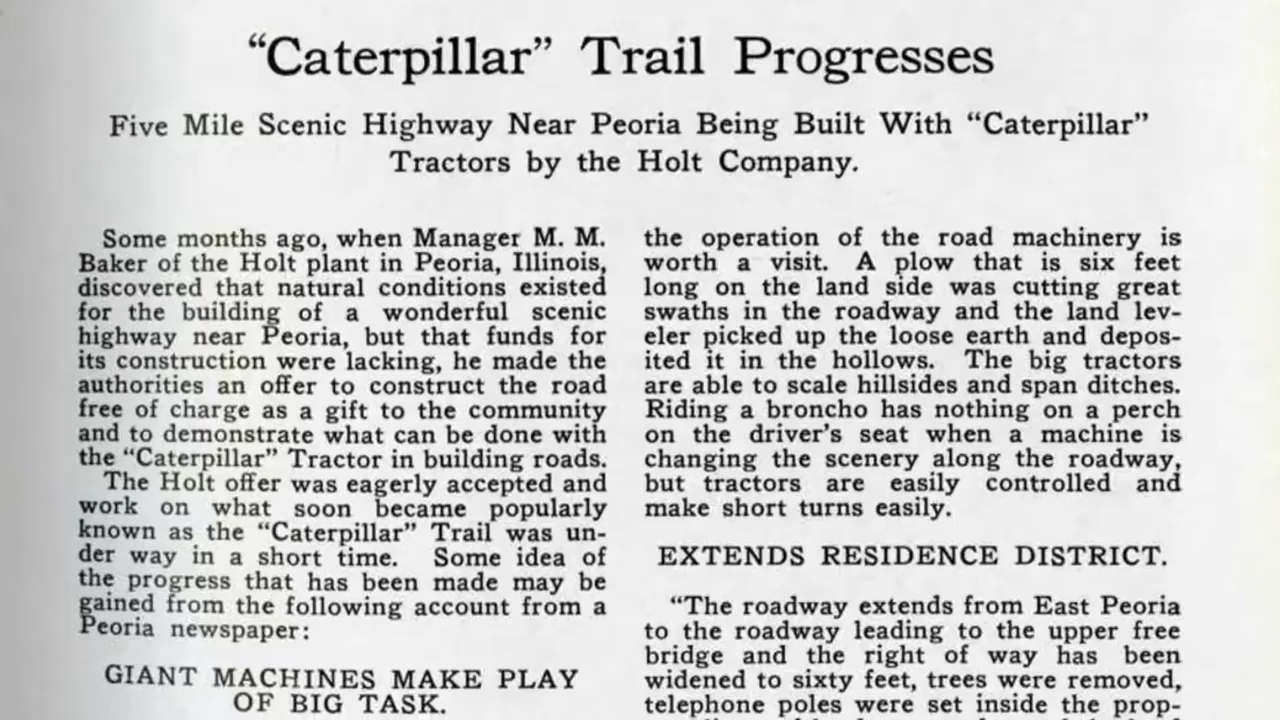 “Caterpillar” Trail Progresses
Five Mile Scenic Highway Near Peoria Being Built With “Caterpillar”
Tractors by the Holt Company.
Some months ago, when Manager M. M.
Baker of the Holt plant in Peoria, Illinois,
discovered that natural conditions existed
for the building of a wonderful scenic
highway near Peoria, but that funds for
its construction were lacking, he made the
authorities an offer to construct the road
free of charge as a gift to the community
and to demonstrate what can be done with
the “Caterpillar” Tractor in building roads.
The Holt offer was eagerly accepted and
work on what soon became popularly
known as the “Caterpillar” Trail was un-
der way in a short time. Some idea of
the progress that has been made may be
gained from the following account from a
Peoria newspaper:
GIANT MACHINES MAKE PLAY
OF BIG TASK.
the operation of the road machinery is
worth a visit. A plow that is six feet
long on the land side was cutting great
swaths in the roadway and the land lev-
eler picked up the loose earth and depos-
ited it in the hollows. The big tractors
are able to scale hillsides and span ditches.
Riding a broncho has nothing on a perch
on the driver’s seat when a machine is
changing the scenery along the roadway,
but tractors are easily controlled and
make short turns easily.
EXTENDS RESIDENCE DISTRICT.
“The roadway extends from East Peoria
to the roadway leading to the upper free
bridge and the right of way has been
widened to sixty feet, trees were removed,
telephone poles were set inside the prop-